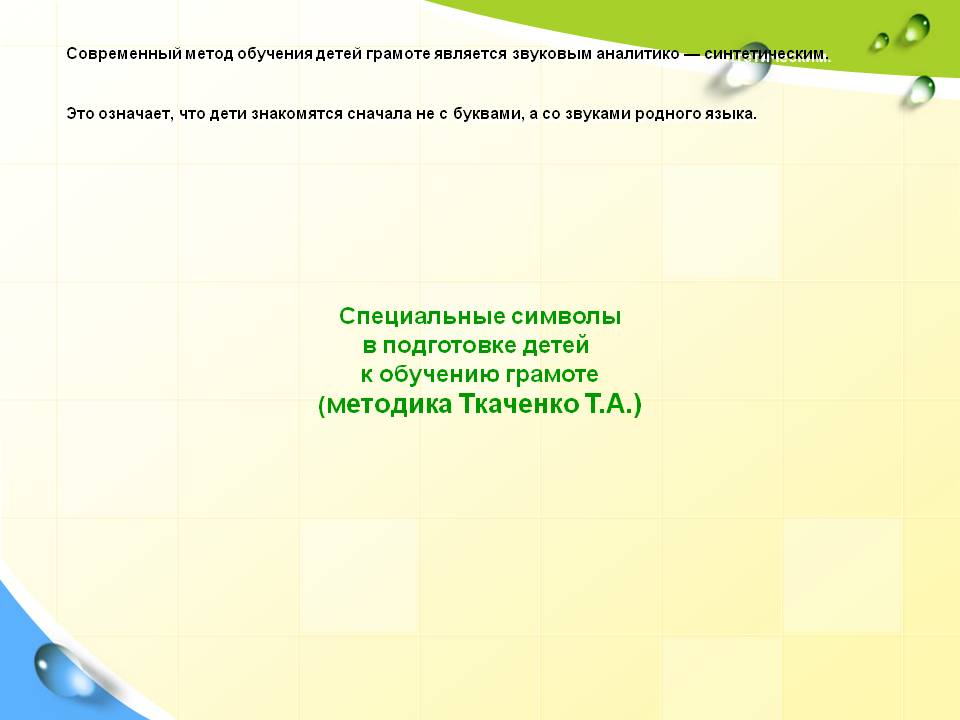 Современный метод обучения детей грамоте является звуковым аналитико — синтетическим.
Это означает, что дети знакомятся сначала не с буквами, а со звуками родного языка.
Специальные символы
в подготовке детей
к обучению грамоте
(методика Ткаченко Т.А.)